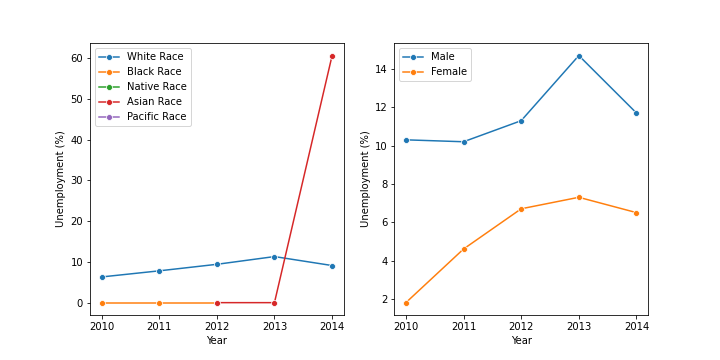 White Race
Black Race
Native Race
Asian Race
Pacific Race
60
50
40
30
20
10
0
Unemployment (%)
2010 2011 2012 2013 2014
Year
Male
Female
14
12
10
8
6
4
2
Unemployment (%)
2010 2011 2012 2013 2014
Year